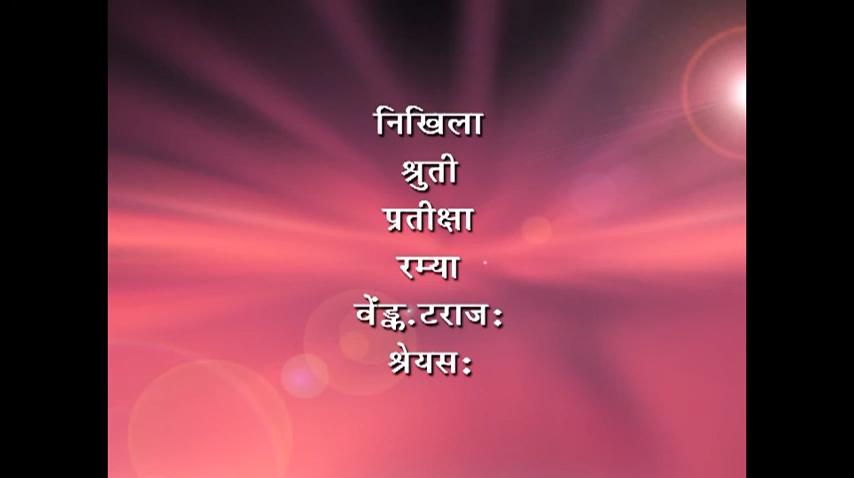 निखिला
श्रुती
प्रतीक्षा
रम्या
वेंङ्क.टराज:
श्रेयस: